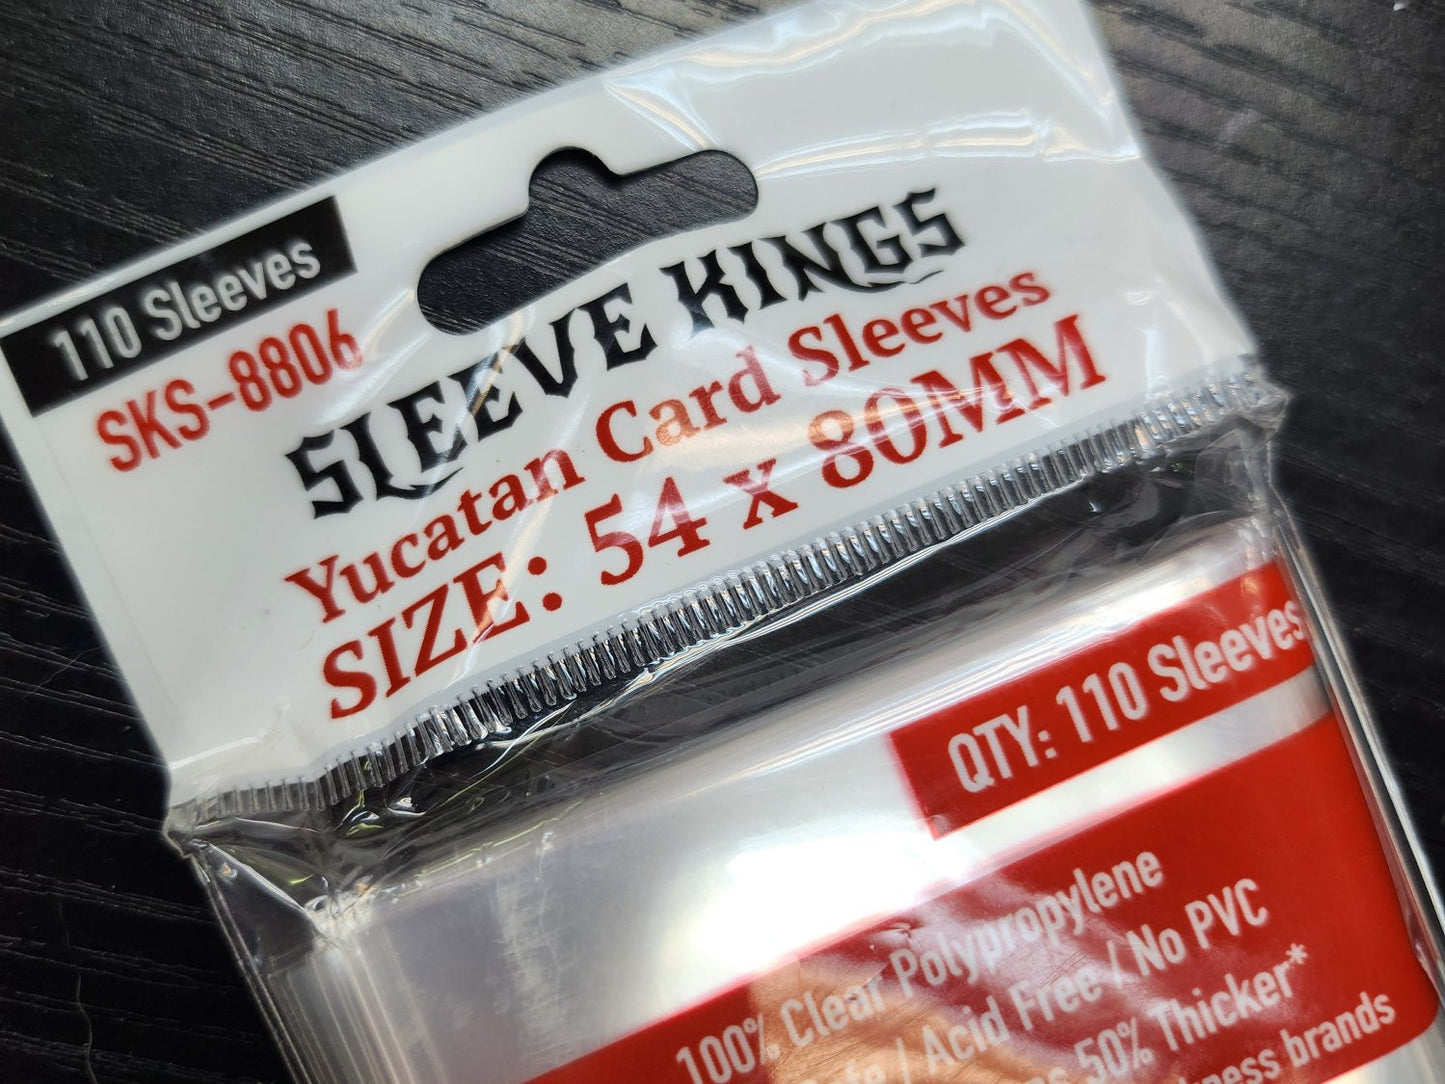 110 Sleeves
SKS-8806
SLEEVE KINGS
Yucatan Card Sleeves
SIZE: 54 x 80MM
QTY: 110 Sleeves
100% Clear Polypropylene
/ Acid Free / No PVC
50% Thicker*
brands